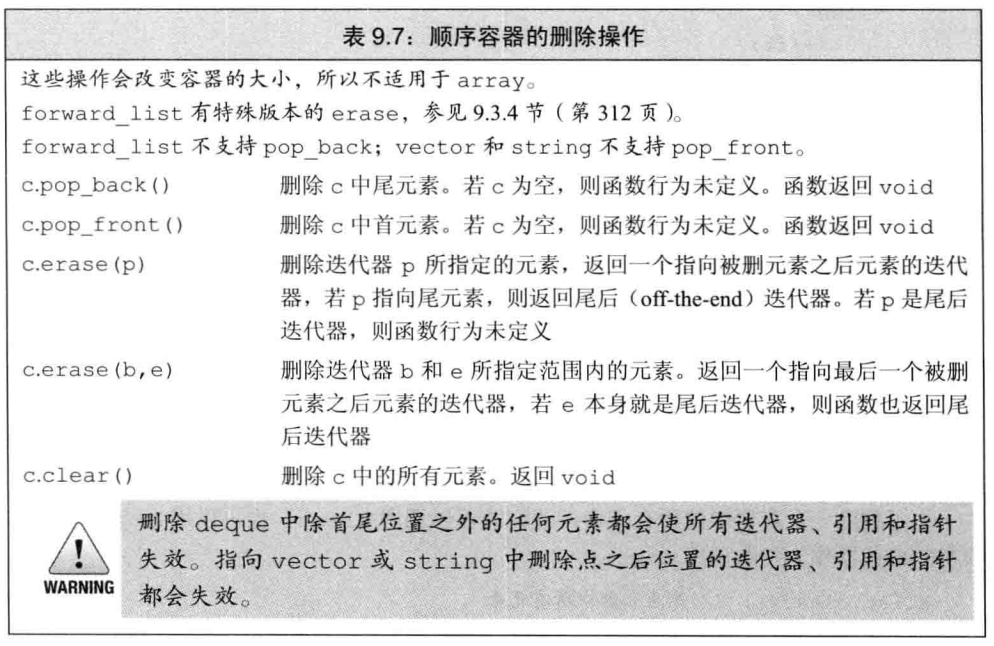 表 9.7：顺序容器的删除操作
这些操作会改变容器的大小，所以不适用于 array。
forward_list 有特殊版本的 erase，参见 9.3.4 节（第 312 页）。
forward_list 不支持 pop_back；vector 和 string 不支持 pop_front。
c.pop_back() 删除 c 中尾元素。若 c 为空，则函数行为未定义。函数返回 void
c.pop_front() 删除 c 中首元素。若 c 为空，则函数行为未定义。函数返回 void
c.erase(p) 删除迭代器 p 所指定的元素，返回一个指向被删元素之后元素的迭代
器，若 p 指向尾元素，则返回尾后（off-the-end）迭代器。若 p 是尾后
迭代器，则函数行为未定义
c.erase(b,e) 删除迭代器 b 和 e 所指定范围内的元素。返回一个指向最后一个被删
元素之后元素的迭代器，若 e 本身就是尾后迭代器，则函数也返回尾
后迭代器
c.clear() 删除 c 中的所有元素。返回 void
删除 deque 中除首尾位置之外的任何元素都会使所有迭代器、引用和指针
失效。指向 vector 或 string 中删除点之后位置的迭代器、引用和指针
都会失效。
WARNING